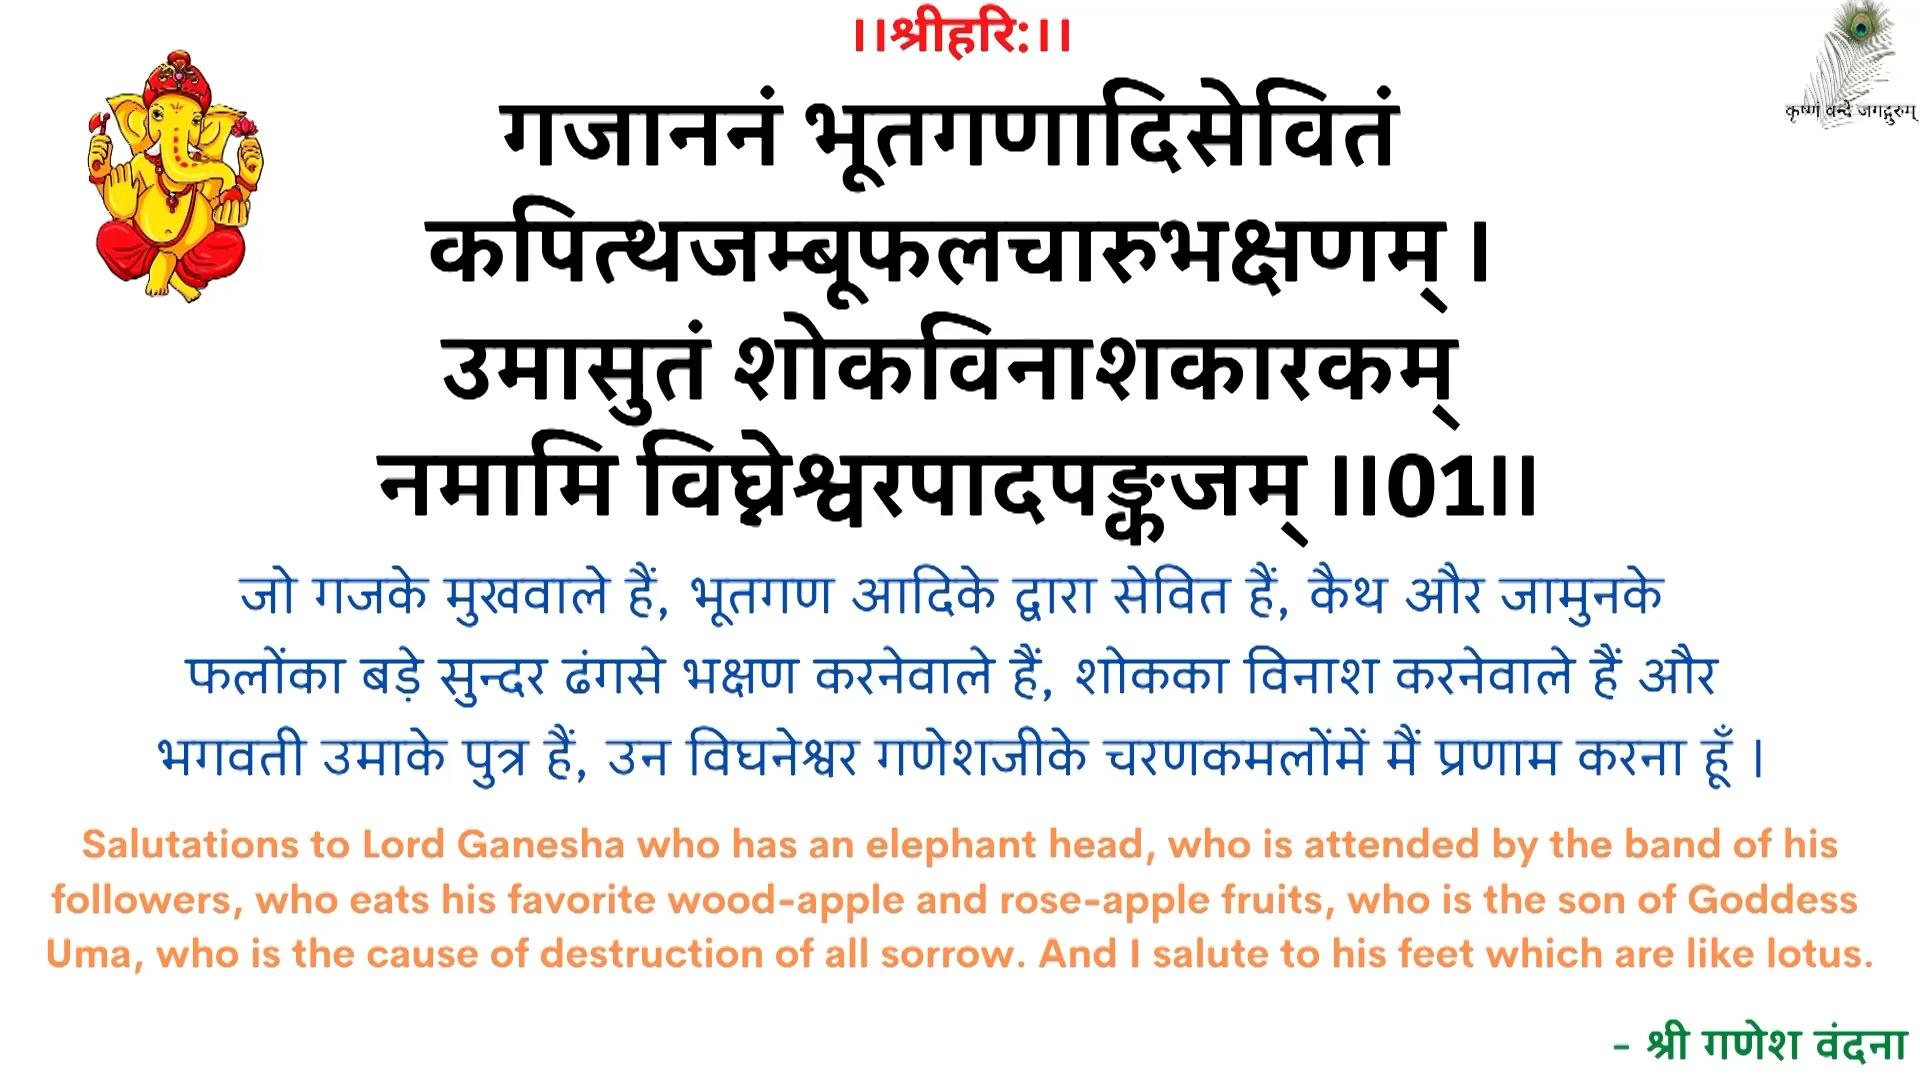 ।।श्रीहरि:।।
कृष्णं वन्दे जगद्गुरुम्
गजाननं भूतगणादिसेवितं
कपित्थजम्बूफलचारुभक्षणम् ।
उमासुतं शोकविनाशकारकम्
नमामि विघ्नेश्वरपादपङ्कजम् ।।01।।
जो गजके मुखवाले हैं, भूतगण आदिके द्वारा सेवित हैं, कैथ और जामुनके
फलोंका बड़े सुन्दर ढंगसे भक्षण करनेवाले हैं, शोकका विनाश करनेवाले हैं और
भगवती उमाके पुत्र हैं, उन विघनेश्वर गणेशजीके चरणकमलोंमें मैं प्रणाम करना हूँ ।
Salutations to Lord Ganesha who has an elephant head, who is attended by the band of his
followers, who eats his favorite wood-apple and rose-apple fruits, who is the son of Goddess
Uma, who is the cause of destruction of all sorrow. And I salute to his feet which are like lotus.
- श्री गणेश वंदना